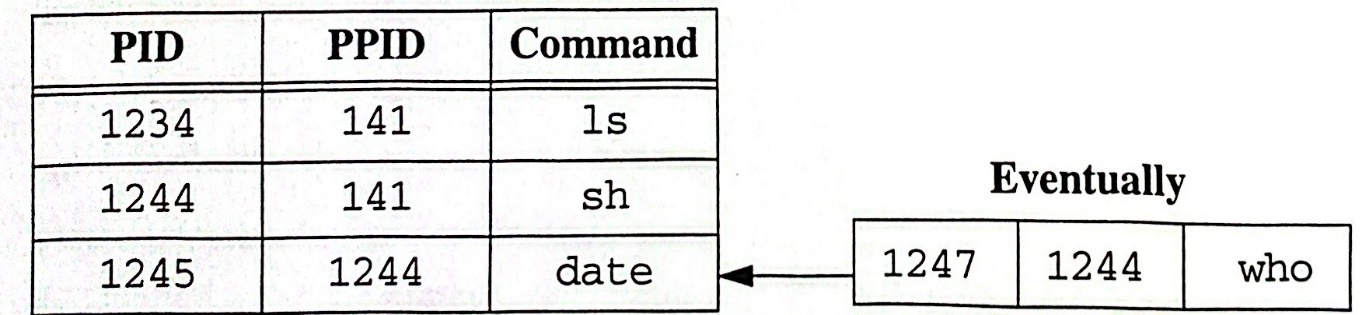 PID PPID Command
1234 141 ls
1244 141 sh
Eventually
1245 1244 date 1247 1244 who